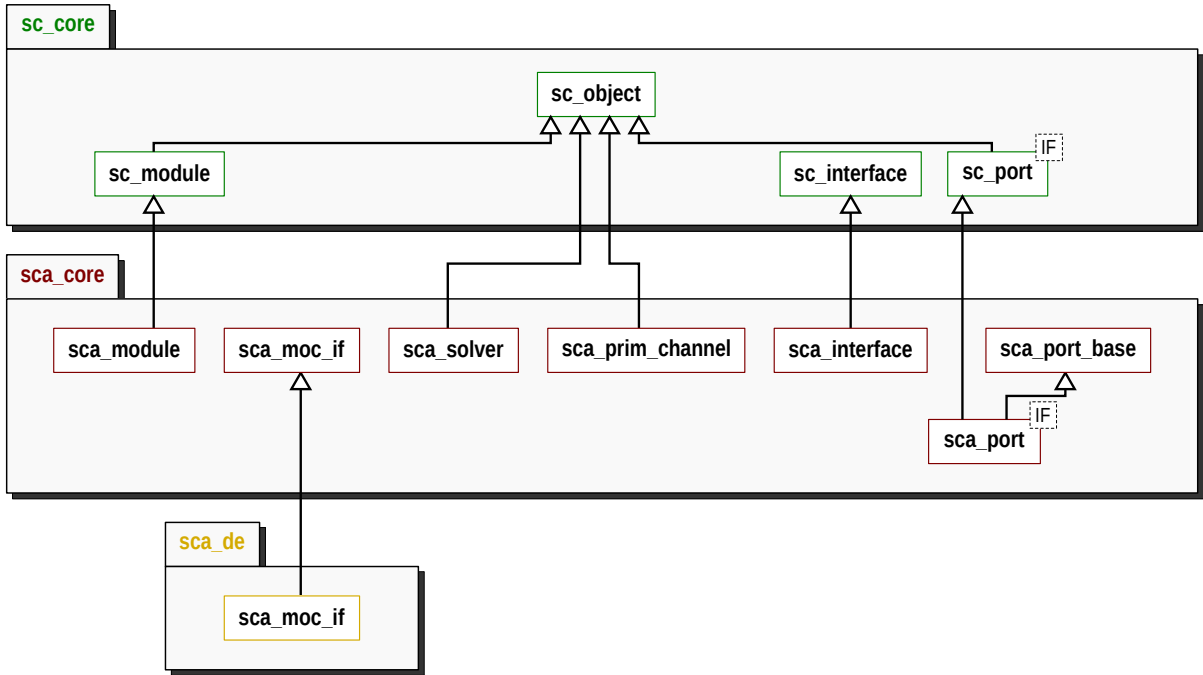 sc_core
sc_object
sc_module
sc_interface
sc_port
IF
sca_core
sca_module
sca_moc_if
sca_solver
sca_prim_channel
sca_interface
sca_port_base
sca_port
IF
sca_de
sca_moc_if